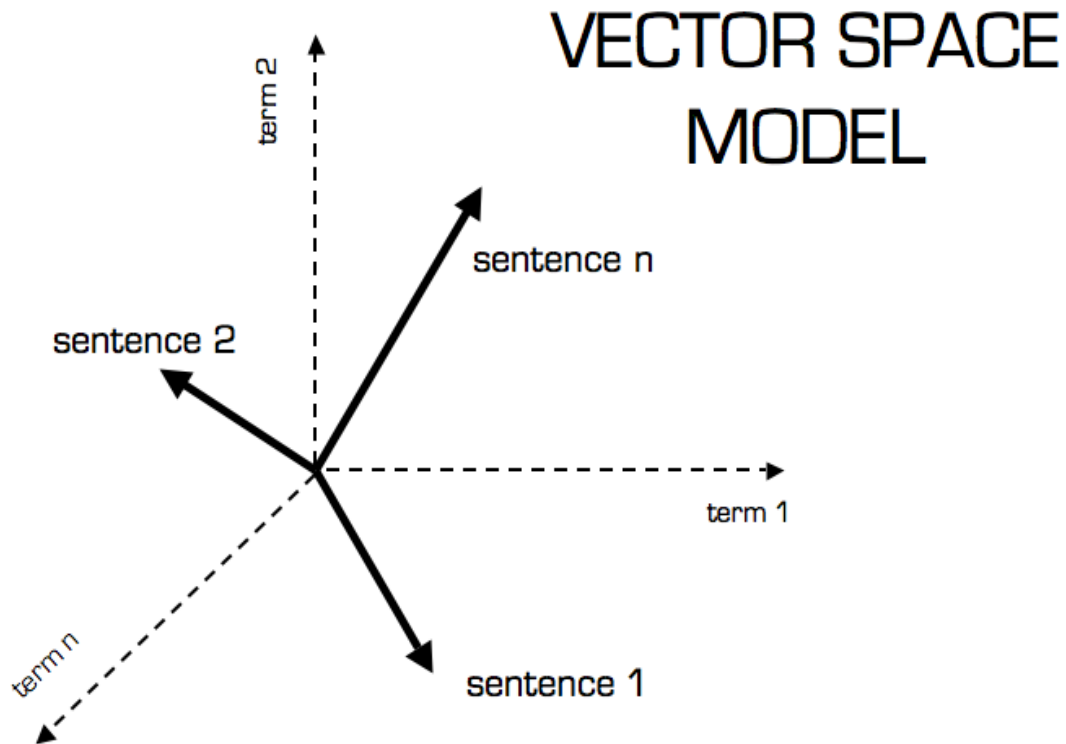 VECTOR SPACE
MODEL
term 2
sentence n
sentence 2
term 1
term n
sentence 1